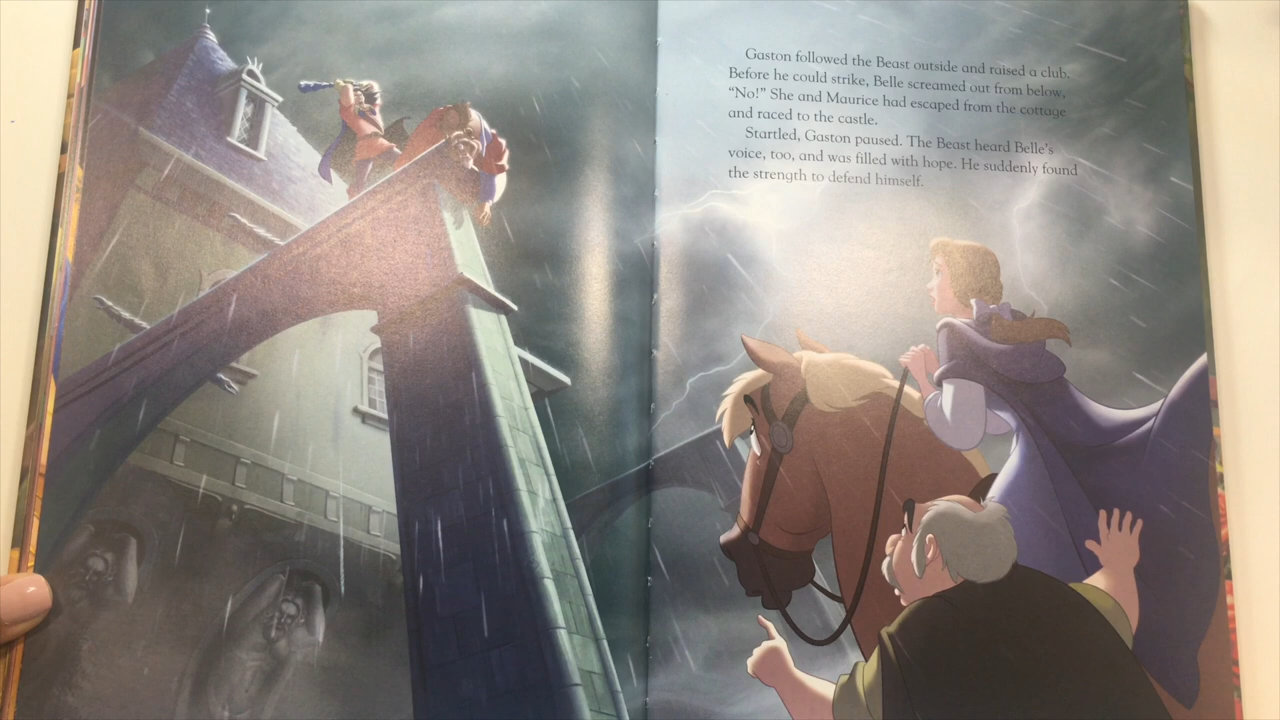 Gaston followed the Beast outside and raised a club.
Before he could strike, Belle screamed out from below,
“No!” She and Maurice had escaped from the cottage
and raced to the castle.
Startled, Gaston paused. The Beast heard Belle’s
voice, too, and was filled with hope. He suddenly found
the strength to defend himself.